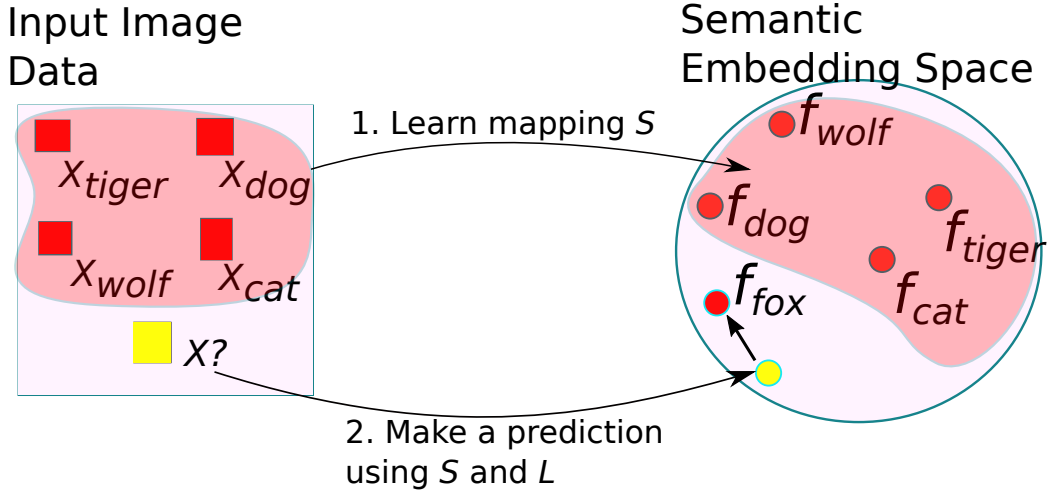 Input Image
Data
Semantic
Embedding Space
1. Learn mapping S
x_tiger
x_dog
x_wolf
x_cat
X?
f_wolf
f_dog
f_tiger
f_cat
f_fox
2. Make a prediction
using S and L